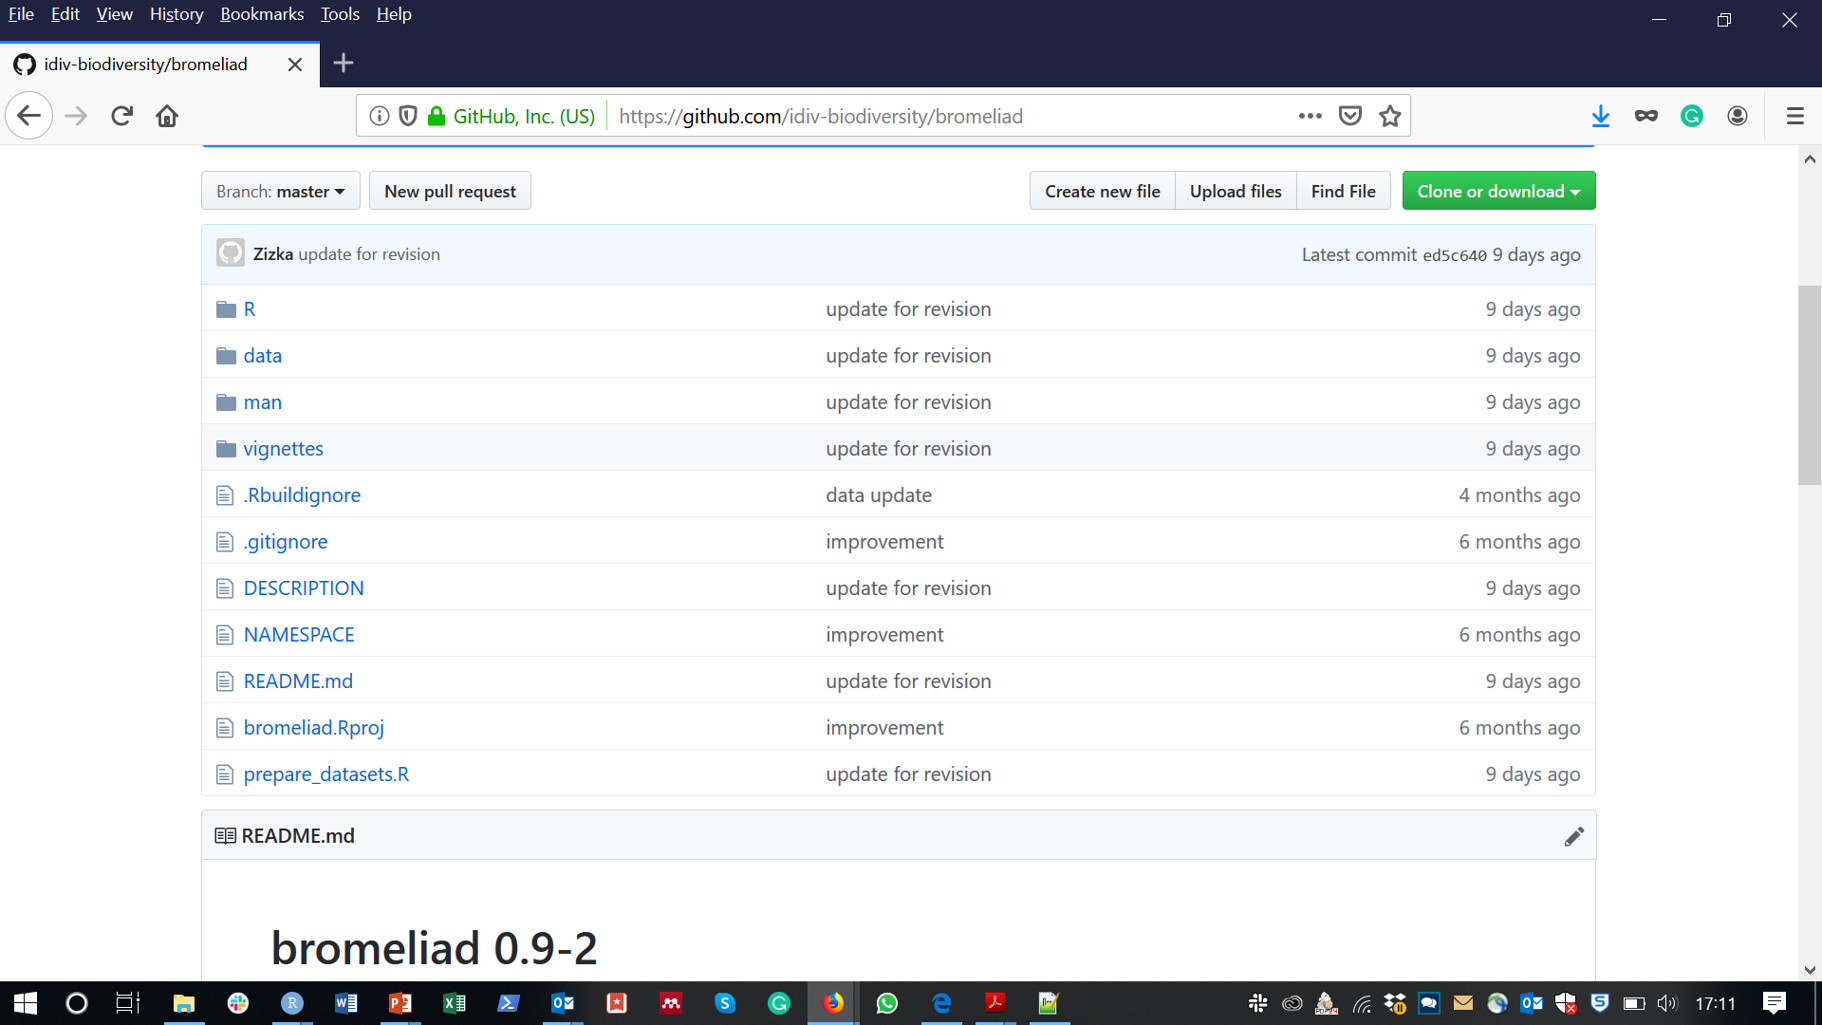 File Edit View History Bookmarks Tools Help
idiv-biodiversity/bromeliad
GitHub, Inc. (US) https://github.com/idiv-biodiversity/bromeliad
Branch: master New pull request Create new file Upload files Find File Clone or download
Zizka update for revision Latest commit ed5c640 9 days ago
R update for revision 9 days ago
data update for revision 9 days ago
man update for revision 9 days ago
vignettes update for revision 9 days ago
.Rbuildignore data update 4 months ago
.gitignore improvement 6 months ago
DESCRIPTION update for revision 9 days ago
NAMESPACE improvement 6 months ago
README.md update for revision 9 days ago
bromeliad.Rproj improvement 6 months ago
prepare_datasets.R update for revision 9 days ago
README.md
bromeliad 0.9-2
17:11